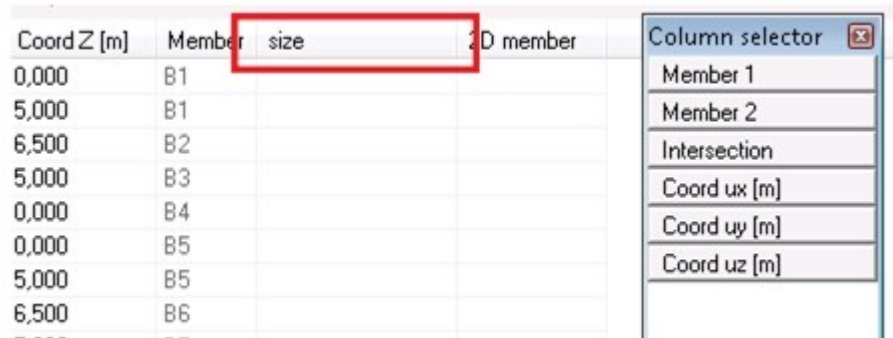 Coord Z [m] Member size 2D member
0,000 B1
5,000 B1
6,500 B2
5,000 B3
0,000 B4
0,000 B5
5,000 B5
6,500 B6
Column selector
Member 1
Member 2
Intersection
Coord ux [m]
Coord uy [m]
Coord uz [m]